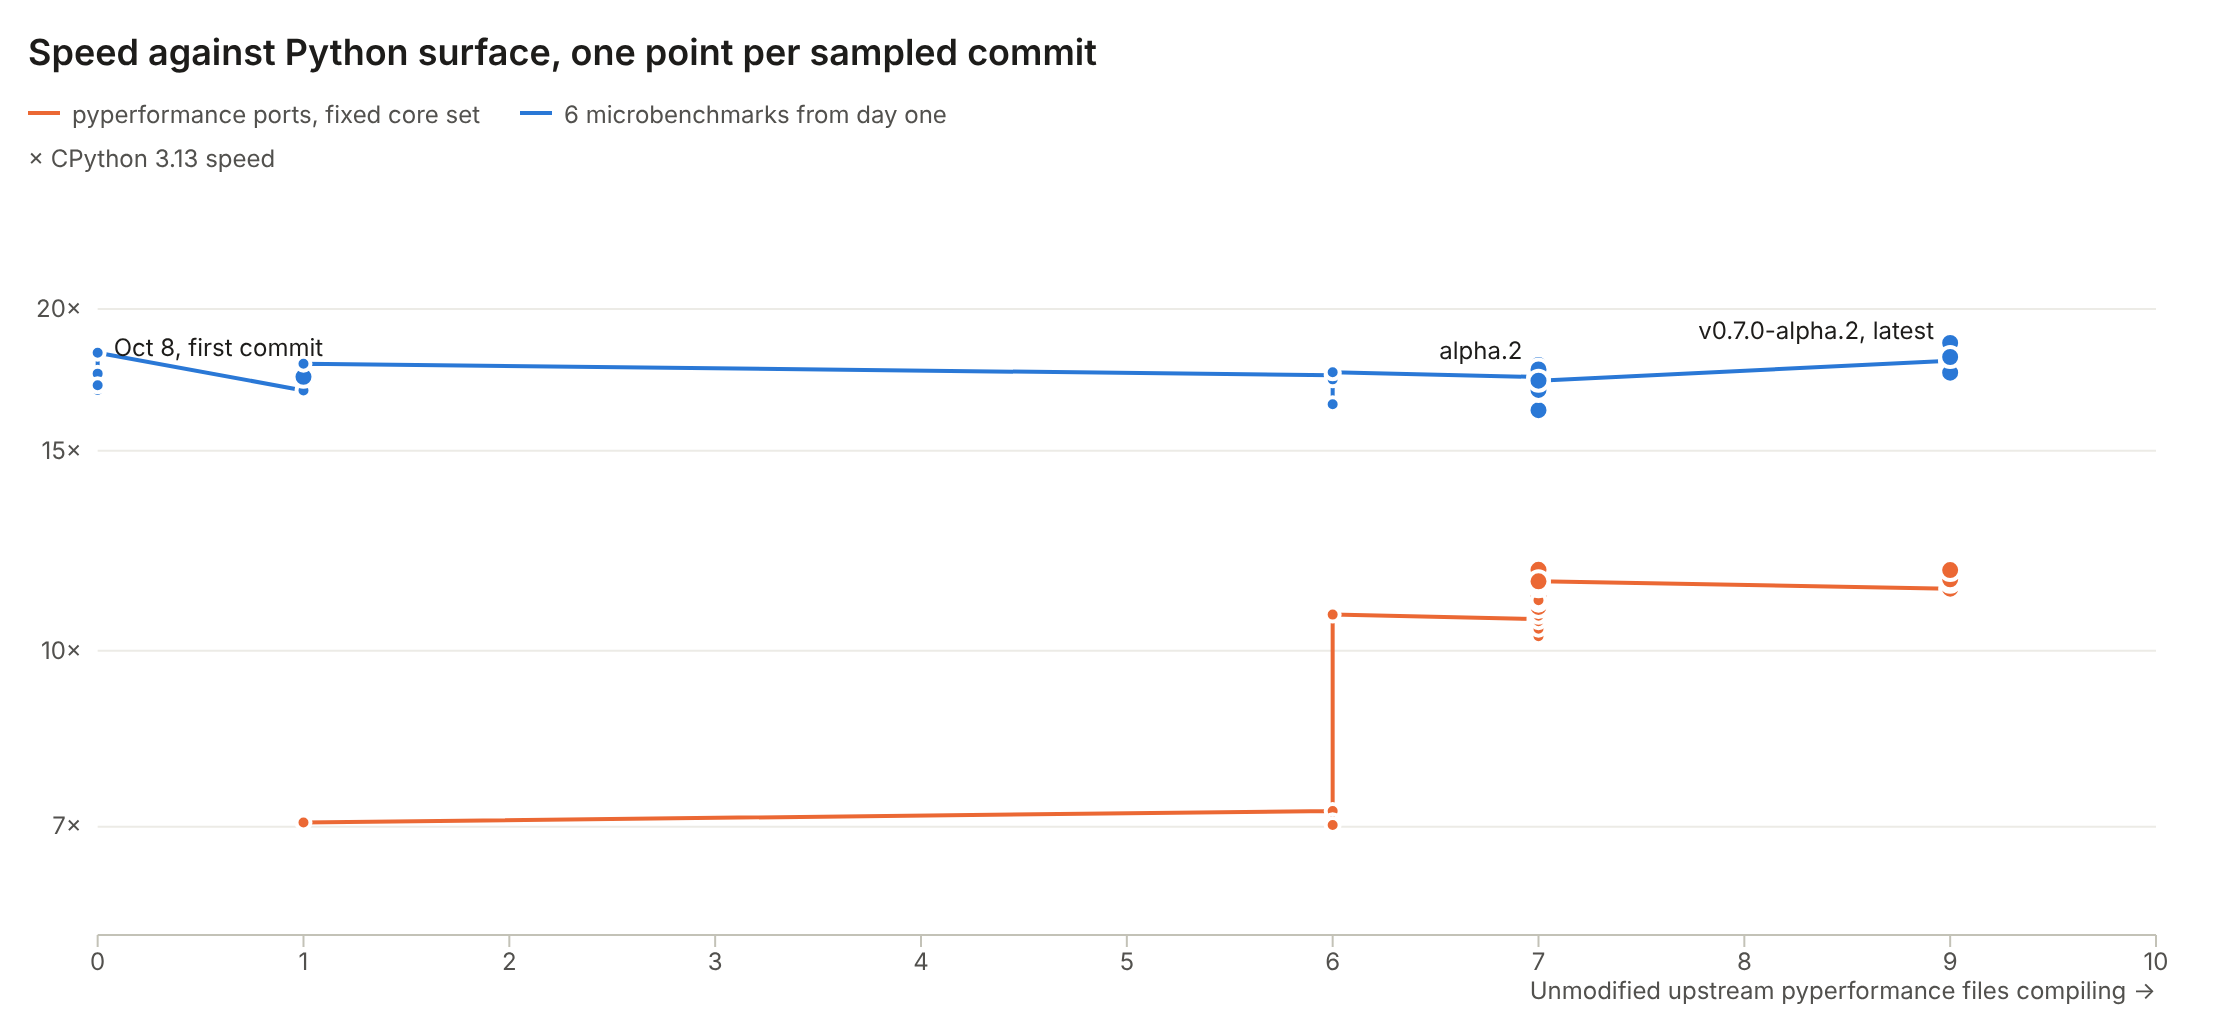 Speed against Python surface, one point per sampled commit
pyperformance ports, fixed core set
6 microbenchmarks from day one
× CPython 3.13 speed
20×
Oct 8, first commit
alpha.2
v0.7.0-alpha.2, latest
15×
10×
7×
0 1 2 3 4 5 6 7 8 9 10
Unmodified upstream pyperformance files compiling →